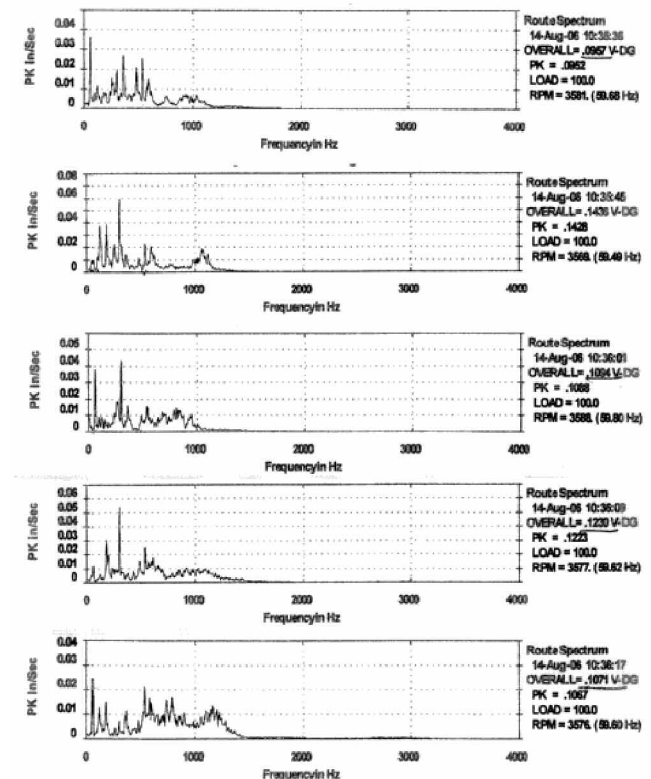 PK In/Sec
0.04
0.03
0.02
0.01
0
0
1000
2000
3000
4000
Frequencyin Hz
Route Spectrum
14-Aug-06 10:35:36
OVERALL= .0957 V-DG
PK = .0952
LOAD = 100.0
RPM = 3581. (59.68 Hz)
PK In/Sec
0.08
0.06
0.04
0.02
0
0
1000
2000
3000
4000
Frequencyin Hz
Route Spectrum
14-Aug-06 10:35:45
OVERALL= .1436 V-DG
PK = .1428
LOAD = 100.0
RPM = 3569. (59.49 Hz)
PK In/Sec
0.05
0.04
0.03
0.02
0.01
0
0
1000
2000
3000
4000
Frequencyin Hz
Route Spectrum
14-Aug-06 10:36:01
OVERALL= .1094 V-DG
PK = .1088
LOAD = 100.0
RPM = 3588. (59.80 Hz)
PK In/Sec
0.06
0.05
0.04
0.03
0.02
0.01
0
0
1000
2000
3000
4000
Frequencyin Hz
Route Spectrum
14-Aug-06 10:36:09
OVERALL= .1230 V-DG
PK = .1223
LOAD = 100.0
RPM = 3577. (59.62 Hz)
PK In/Sec
0.04
0.03
0.02
0.01
0
0
1000
2000
3000
4000
Frequencyin Hz
Route Spectrum
14-Aug-06 10:36:17
OVERALL= .1071 V-DG
PK = .1067
LOAD = 100.0
RPM = 3576. (59.60 Hz)